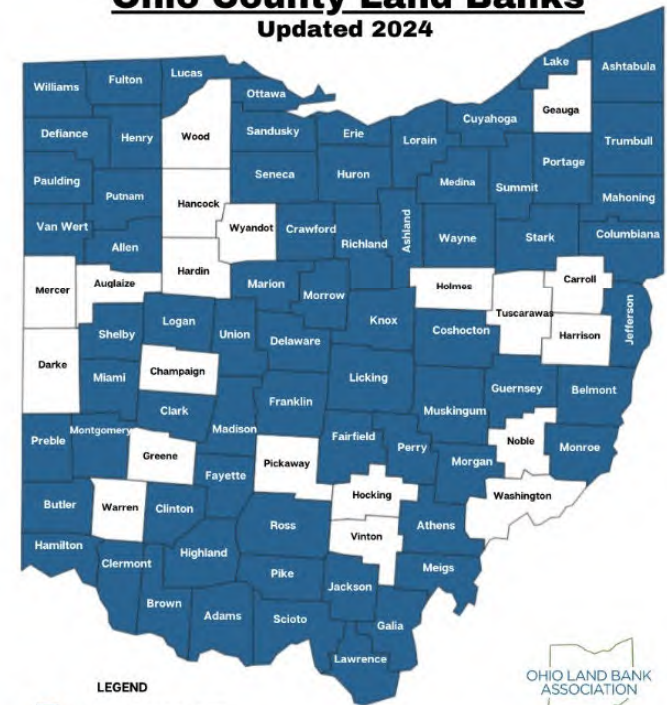 Ohio County Land Banks
Updated 2024
Williams
Fulton
Lucas
Ottawa
Lake
Ashtabula
Geauga
Defiance
Henry
Wood
Sandusky
Erie
Lorain
Cuyahoga
Trumbull
Paulding
Putnam
Hancock
Seneca
Huron
Medina
Summit
Portage
Mahoning
Van Wert
Allen
Wyandot
Crawford
Richland
Ashland
Wayne
Stark
Columbiana
Mercer
Auglaize
Hardin
Marion
Morrow
Knox
Holmes
Tuscarawas
Carroll
Harrison
Jefferson
Shelby
Logan
Union
Delaware
Coshocton
Darke
Miami
Champaign
Licking
Guernsey
Belmont
Clark
Franklin
Muskingum
Preble
Montgomery
Greene
Madison
Fairfield
Perry
Noble
Monroe
Pickaway
Morgan
Fayette
Hocking
Washington
Butler
Warren
Clinton
Ross
Vinton
Athens
Hamilton
Clermont
Highland
Pike
Jackson
Meigs
Brown
Adams
Scioto
Galia
Lawrence
LEGEND
OHIO LAND BANK
ASSOCIATION